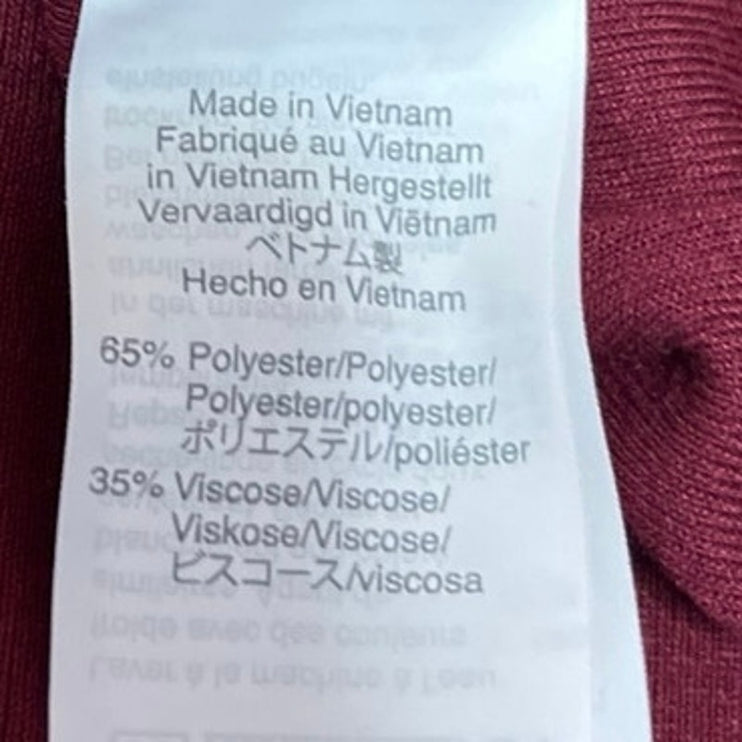 Made in Vietnam
Fabriqué au Vietnam
in Vietnam Hergestellt
Vervaardigd in Viëtnam
ベトナム製
Hecho en Vietnam
65% Polyester/Polyester/
Polyester/polyester/
ポリエステル/poliéster
35% Viscose/Viscose/
Viskose/Viscose/
ビスコース/viscosa